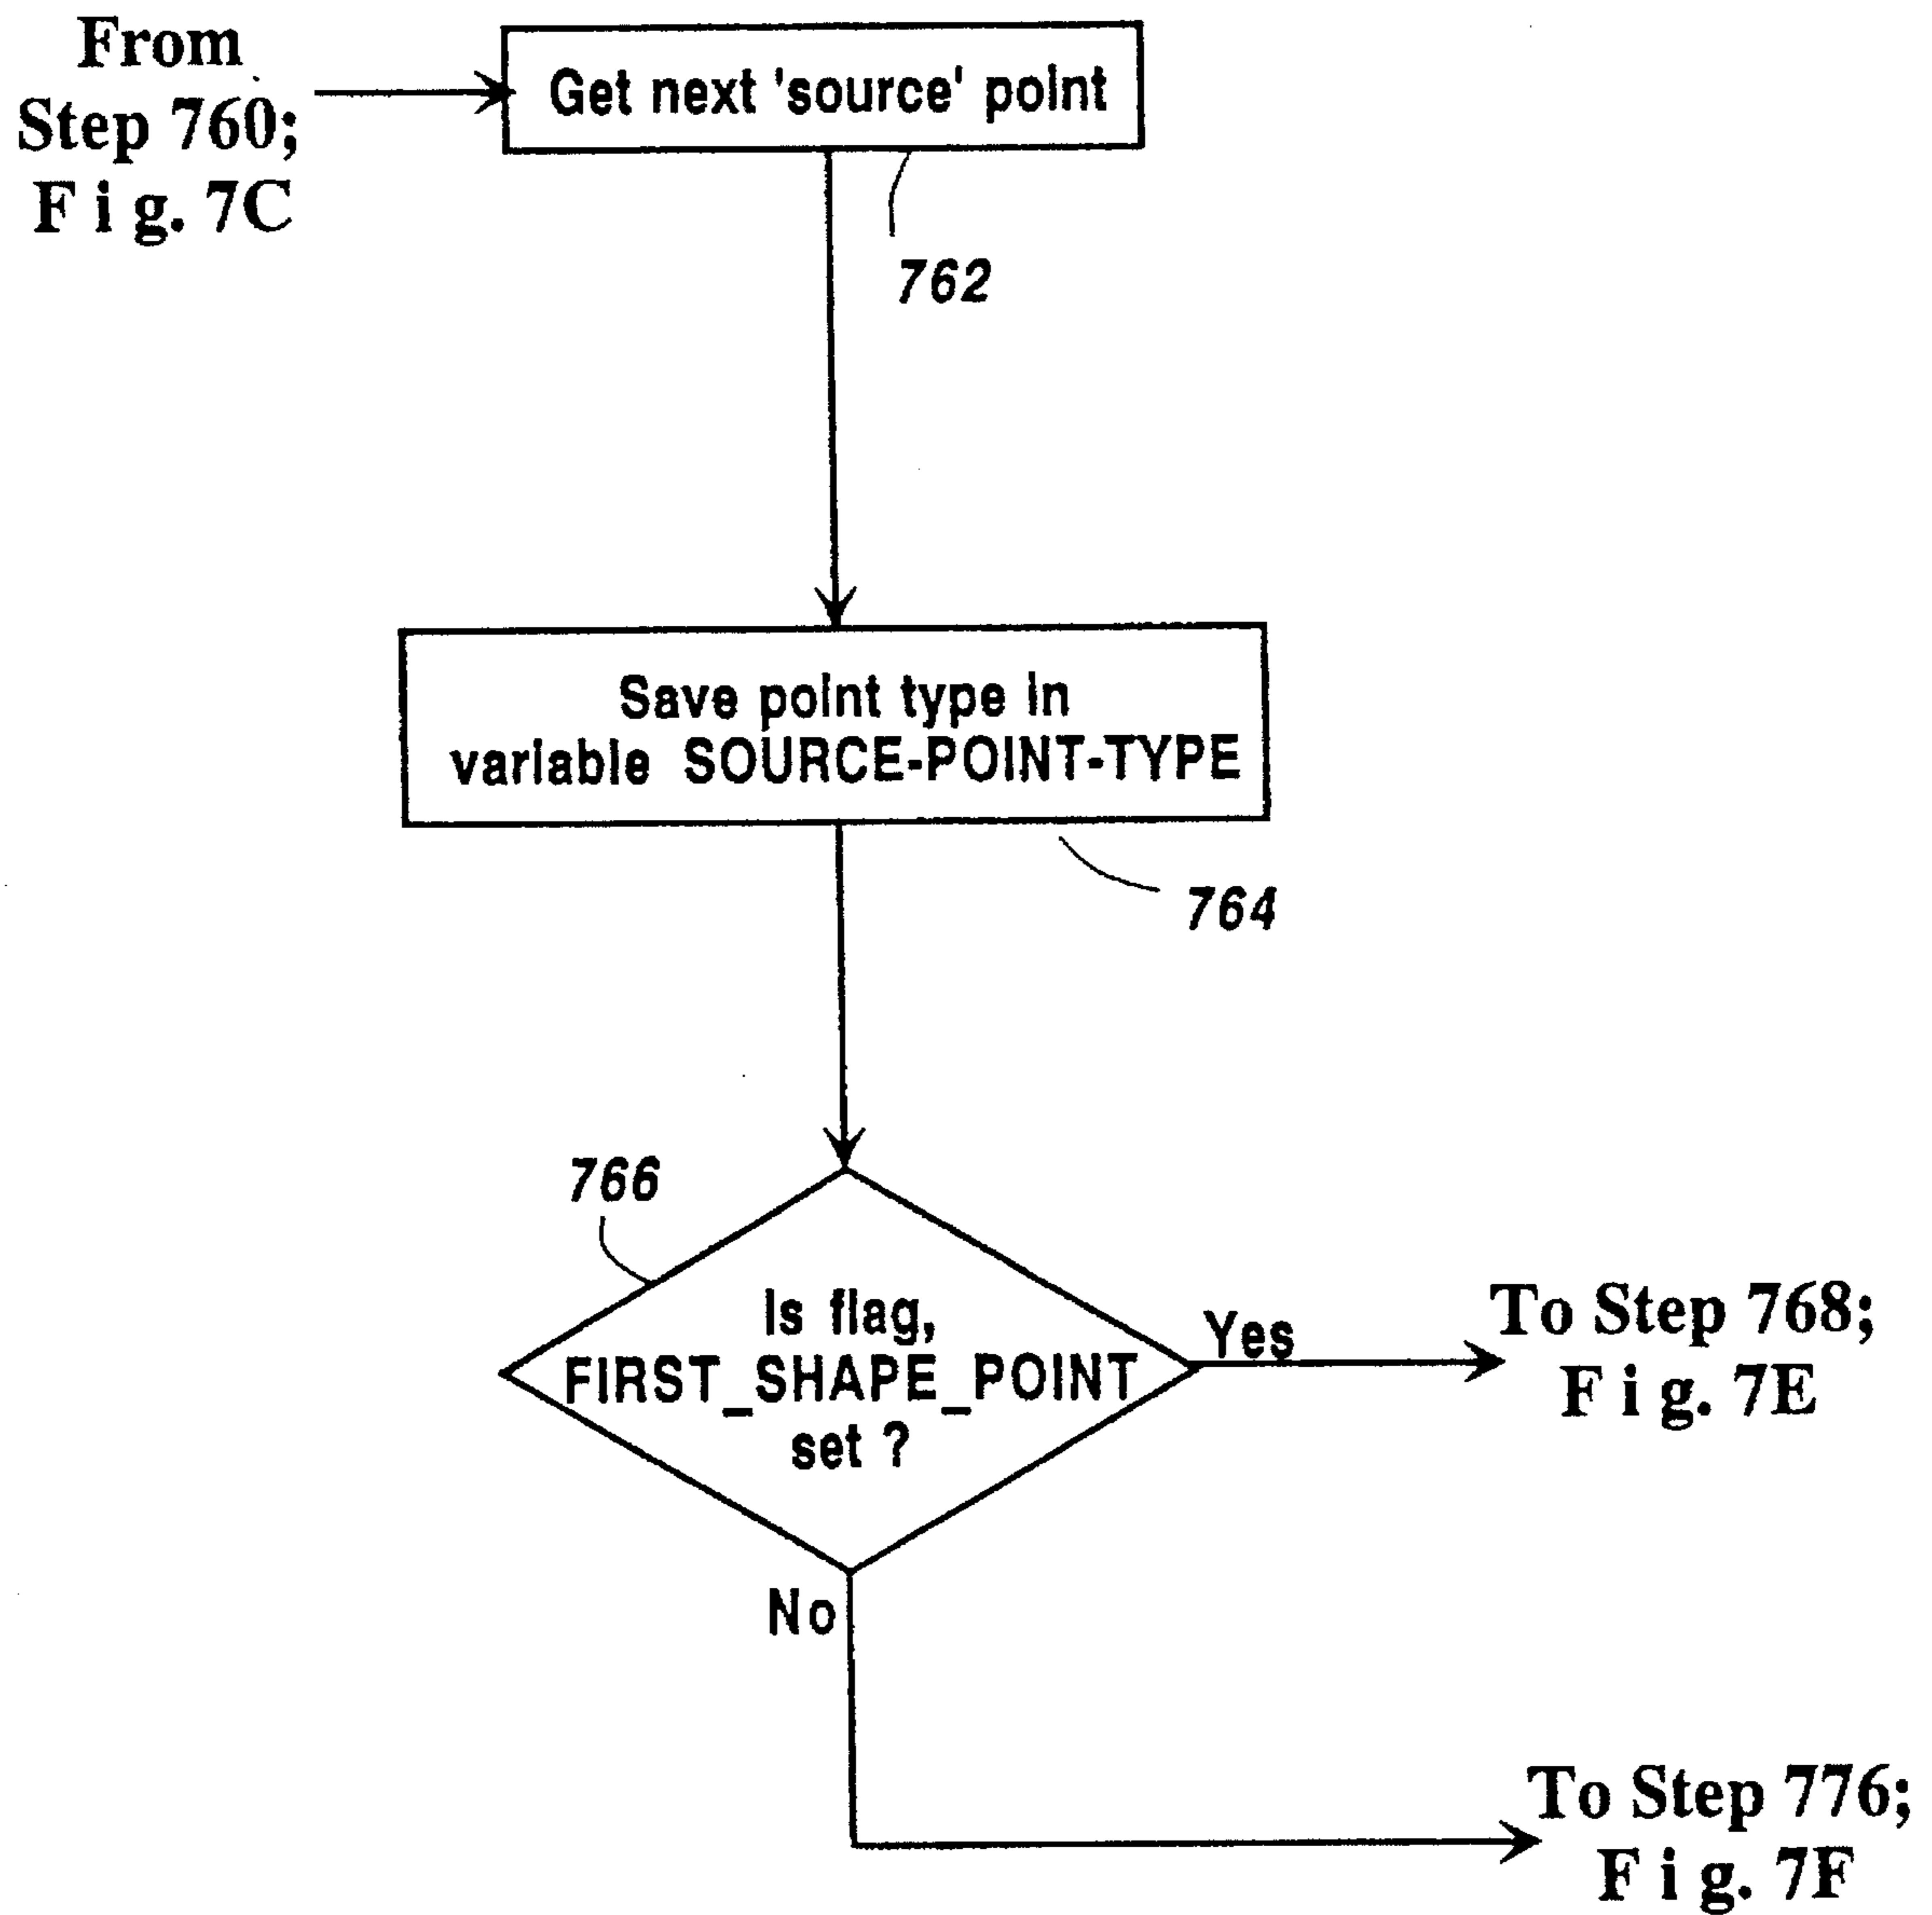 From
Step 760;
Fig. 7C
Get next 'source' point
762
Save point type in
variable SOURCE-POINT-TYPE
764
766
Is flag,
FIRST_SHAPE_POINT
set ?
Yes
To Step 768;
Fig. 7E
No
To Step 776;
Fig. 7F